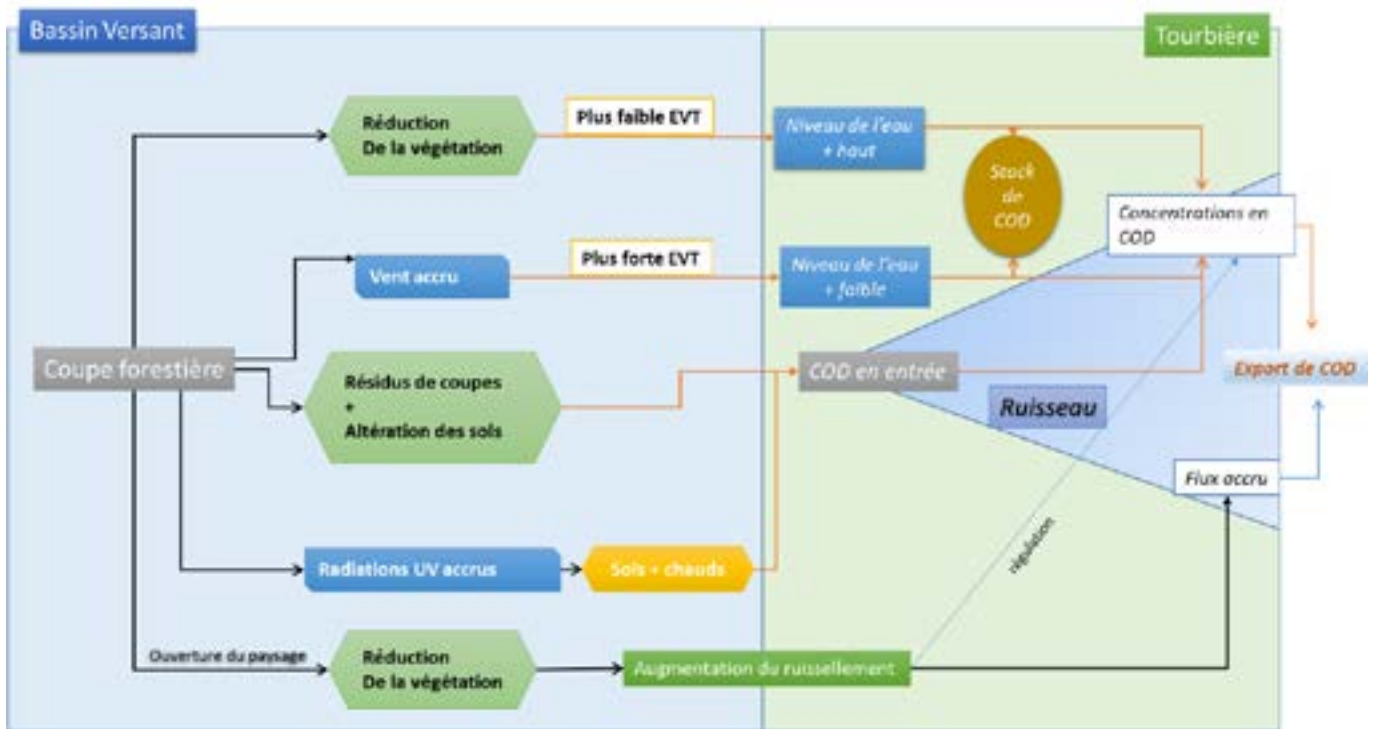 Bassin Versant
Tourbière
Réduction
De la végétation
Plus faible EVT
Niveau de l'eau
+ haut
Stock
de
COD
Concentrations en
COD
Vent accru
Plus forte EVT
Niveau de l'eau
+ faible
Coupe forestière
Résidus de coupes
+
Altération des sols
COD en entrée
Export de COD
Ruisseau
Flux accru
régulation
Radiations UV accrus
Sols + chauds
Ouverture du paysage
Réduction
De la végétation
Augmentation du ruissellement